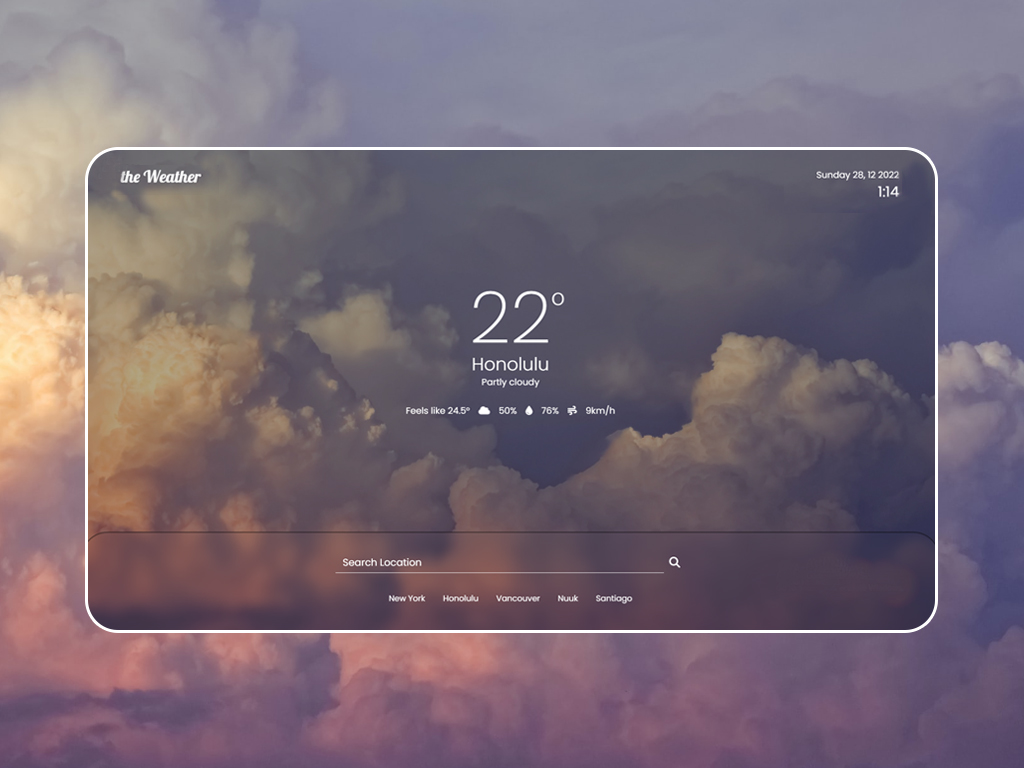 the Weather
Sunday 28, 12 2022
1:14
22°
Honolulu
Partly cloudy
Feels like 24.5° 50% 76% 9km/h
Search Location
New York Honolulu Vancouver Nuuk Santiago